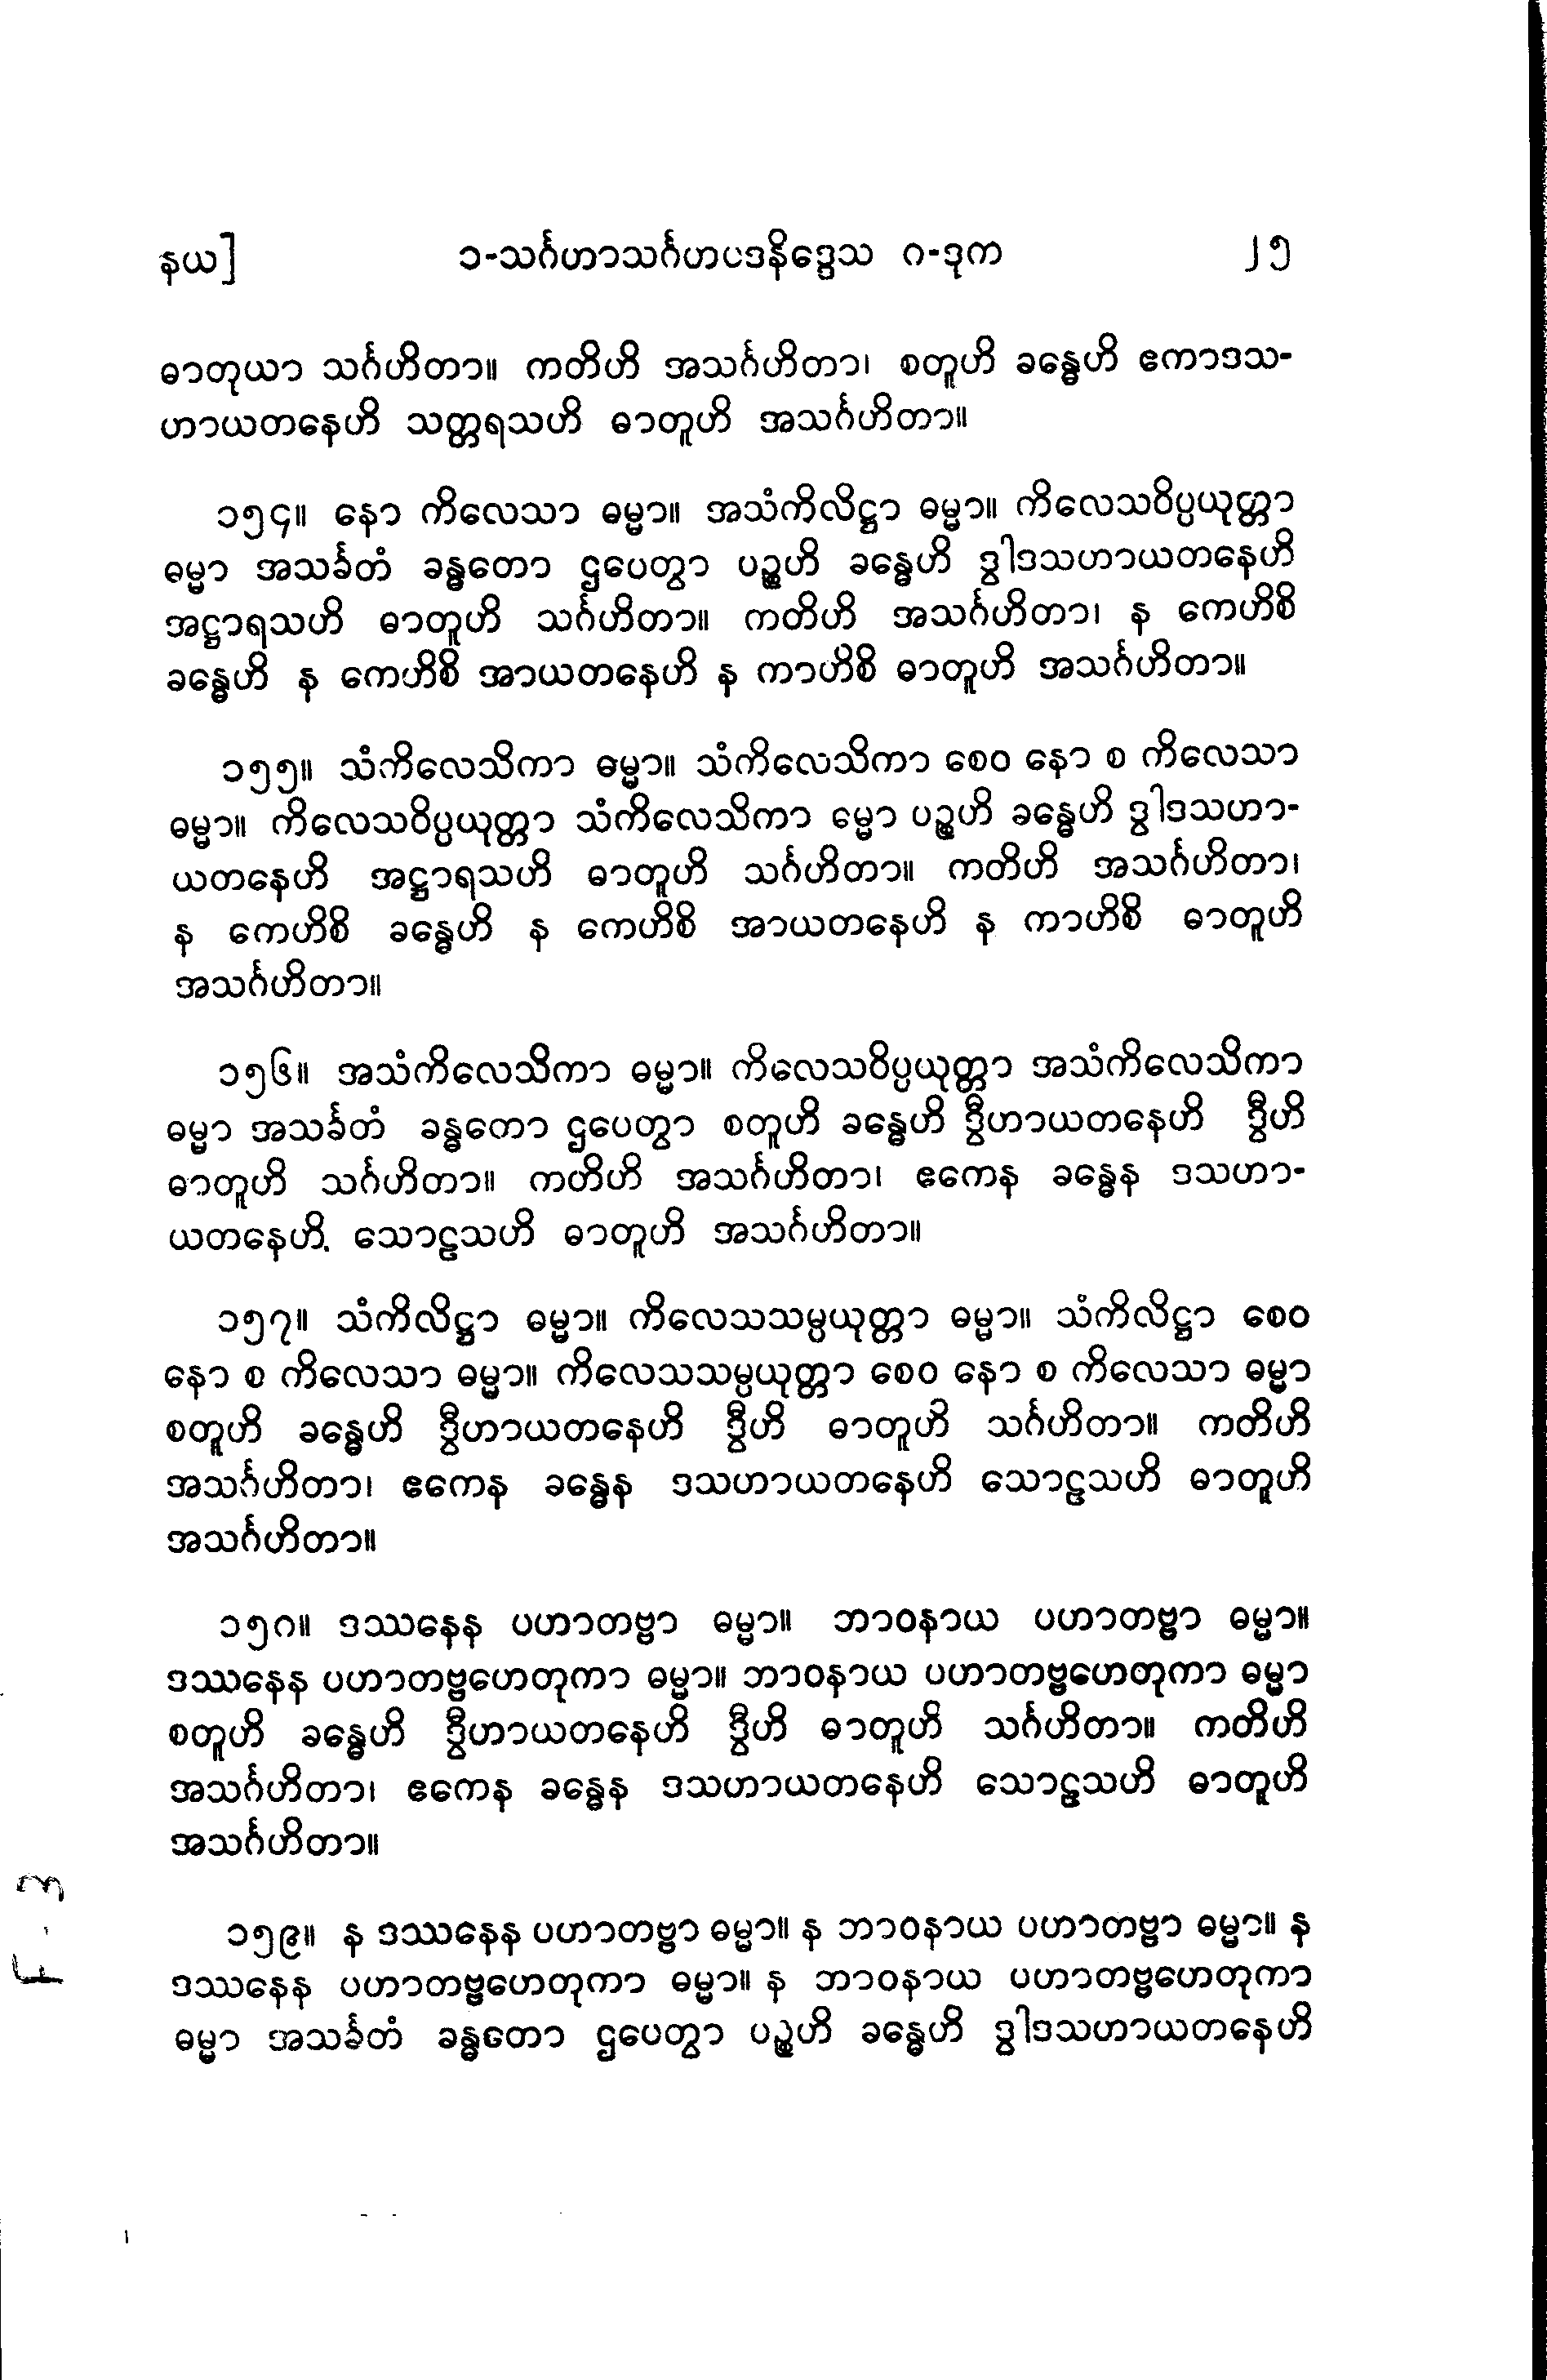 နယ]	၁-သင်္ဂဟာသင်္ဂဟပဒနိဒ္ဒေသ ဂ-ဒုက	၂၅
ဓာတုယာ သင်္ဂဟိတာ။ ကတိဟိ အသင်္ဂဟိတာ၊ စတူဟိ ခန္ဓေဟိ ဧကာဒသ-
ဟာယတနေဟိ သတ္တရသဟိ ဓာတူဟိ အသင်္ဂဟိတာ။
၁၅၄။ နော ကိလေသာ ဓမ္မာ။ အသံကိလိဋ္ဌာ ဓမ္မာ။ ကိလေသဝိပ္ပယုတ္တာ
ဓမ္မာ အသင်္ခတံ ခန္ဓတော ဌပေတွာ ပဉ္စဟိ ခန္ဓေဟိ ဒွါဒသဟာယတနေဟိ
အဋ္ဌာရသဟိ ဓာတူဟိ သင်္ဂဟိတာ။ ကတိဟိ အသင်္ဂဟိတာ၊ န ကေဟိစိ
ခန္ဓေဟိ န ကေဟိစိ အာယတနေဟိ န ကာဟိစိ ဓာတူဟိ အသင်္ဂဟိတာ။
၁၅၅။ သံကိလေသိကာ ဓမ္မာ။ သံကိလေသိကာ စေဝ နော စ ကိလေသာ
ဓမ္မာ။ ကိလေသဝိပ္ပယုတ္တာ သံကိလေသိကာ ဓမ္မော ပဉ္စဟိ ခန္ဓေဟိ ဒွါဒသဟာ-
ယတနေဟိ အဋ္ဌာရသဟိ ဓာတူဟိ သင်္ဂဟိတာ။ ကတိဟိ အသင်္ဂဟိတာ၊
န ကေဟိစိ ခန္ဓေဟိ န ကေဟိစိ အာယတနေဟိ န ကာဟိစိ ဓာတူဟိ
အသင်္ဂဟိတာ။
၁၅၆။ အသံကိလေသိကာ ဓမ္မာ။ ကိလေသဝိပ္ပယုတ္တာ အသံကိလေသိကာ
ဓမ္မာ အသင်္ခတံ ခန္ဓတော ဌပေတွာ စတူဟိ ခန္ဓေဟိ ဒွီဟာယတနေဟိ ဒွီဟိ
ဓာတူဟိ သင်္ဂဟိတာ။ ကတိဟိ အသင်္ဂဟိတာ၊ ဧကေန ခန္ဓေန ဒသဟာ-
ယတနေဟိ သောဠသဟိ ဓာတူဟိ အသင်္ဂဟိတာ။
၁၅၇။ သံကိလိဋ္ဌာ ဓမ္မာ။ ကိလေသသမ္ပယုတ္တာ ဓမ္မာ။ သံကိလိဋ္ဌာ စေဝ
နော စ ကိလေသာ ဓမ္မာ။ ကိလေသသမ္ပယုတ္တာ စေဝ နော စ ကိလေသာ ဓမ္မာ
စတူဟိ ခန္ဓေဟိ ဒွီဟာယတနေဟိ ဒွီဟိ ဓာတူဟိ သင်္ဂဟိတာ။ ကတိဟိ
အသင်္ဂဟိတာ၊ ဧကေန ခန္ဓေန ဒသဟာယတနေဟိ သောဠသဟိ ဓာတူဟိ
အသင်္ဂဟိတာ။
၁၅၈။ ဒဿနေန ပဟာတဗ္ဗာ ဓမ္မာ။ ဘာဝနာယ ပဟာတဗ္ဗာ ဓမ္မာ။
ဒဿနေန ပဟာတဗ္ဗဟေတုကာ ဓမ္မာ။ ဘာဝနာယ ပဟာတဗ္ဗဟေတုကာ ဓမ္မာ
စတူဟိ ခန္ဓေဟိ ဒွီဟာယတနေဟိ ဒွီဟိ ဓာတူဟိ သင်္ဂဟိတာ။ ကတိဟိ
အသင်္ဂဟိတာ၊ ဧကေန ခန္ဓေန ဒသဟာယတနေဟိ သောဠသဟိ ဓာတူဟိ
အသင်္ဂဟိတာ။
၁၅၉။ န ဒဿနေန ပဟာတဗ္ဗာ ဓမ္မာ။ န ဘာဝနာယ ပဟာတဗ္ဗာ ဓမ္မာ။ န
ဒဿနေန ပဟာတဗ္ဗဟေတုကာ ဓမ္မာ။ န ဘာဝနာယ ပဟာတဗ္ဗဟေတုကာ
ဓမ္မာ အသင်္ခတံ ခန္ဓတော ဌပေတွာ ပဉ္စဟိ ခန္ဓေဟိ ဒွါဒသဟာယတနေဟိ
F-3